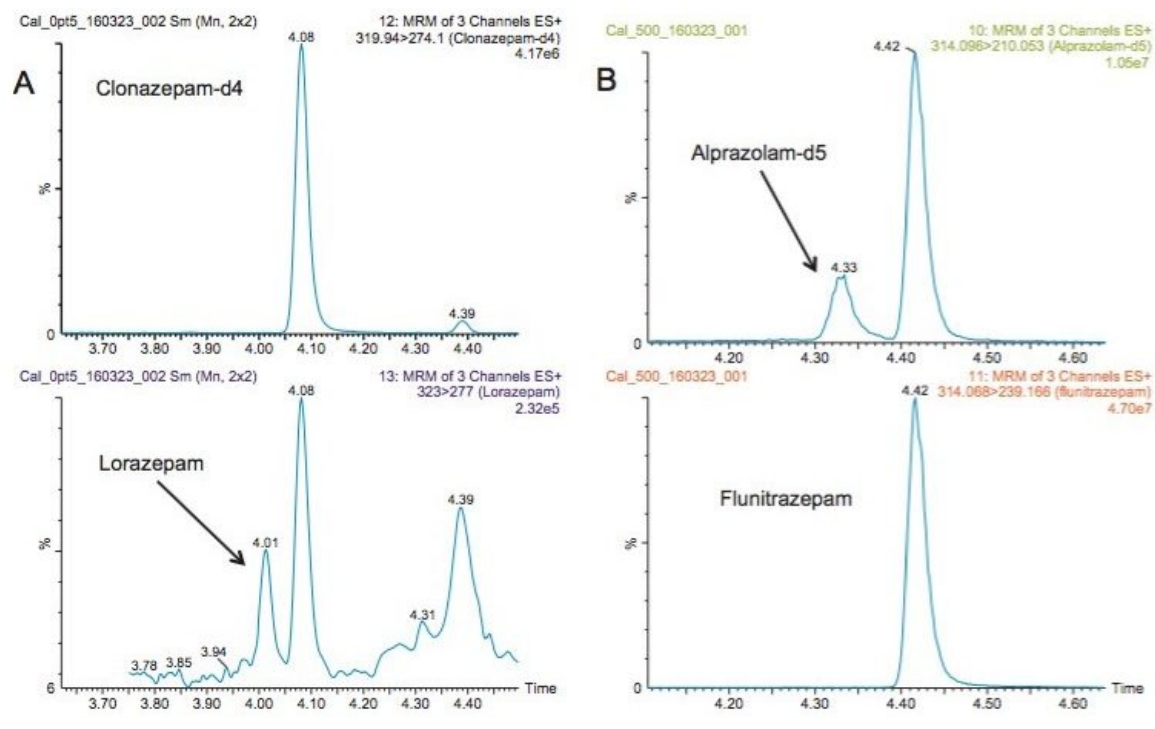 A
Cal_0pt5_160323_002 Sm (Mn, 2x2)
12: MRM of 3 Channels ES+
319.94>274.1 (Clonazepam-d4)
4.17e6
4.08
Clonazepam-d4
%
4.39
0
3.70 3.80 3.90 4.00 4.10 4.20 4.30 4.40
Cal_0pt5_160323_002 Sm (Mn, 2x2)
13: MRM of 3 Channels ES+
323>277 (Lorazepam)
2.32e5
4.08
Lorazepam
4.39
4.01
%
4.31
3.94
3.78 3.85
6
Time
3.70 3.80 3.90 4.00 4.10 4.20 4.30 4.40
B
Cal_500_160323_001
10: MRM of 3 Channels ES+
314.096>210.053 (Alprazolam-d5)
1.05e7
4.42
Alprazolam-d5
%
4.33
0
4.20 4.30 4.40 4.50 4.60
Cal_500_160323_001
11: MRM of 3 Channels ES+
314.068>239.166 (flunitrazepam)
4.70e7
4.42
Flunitrazepam
%
0
Time
4.20 4.30 4.40 4.50 4.60